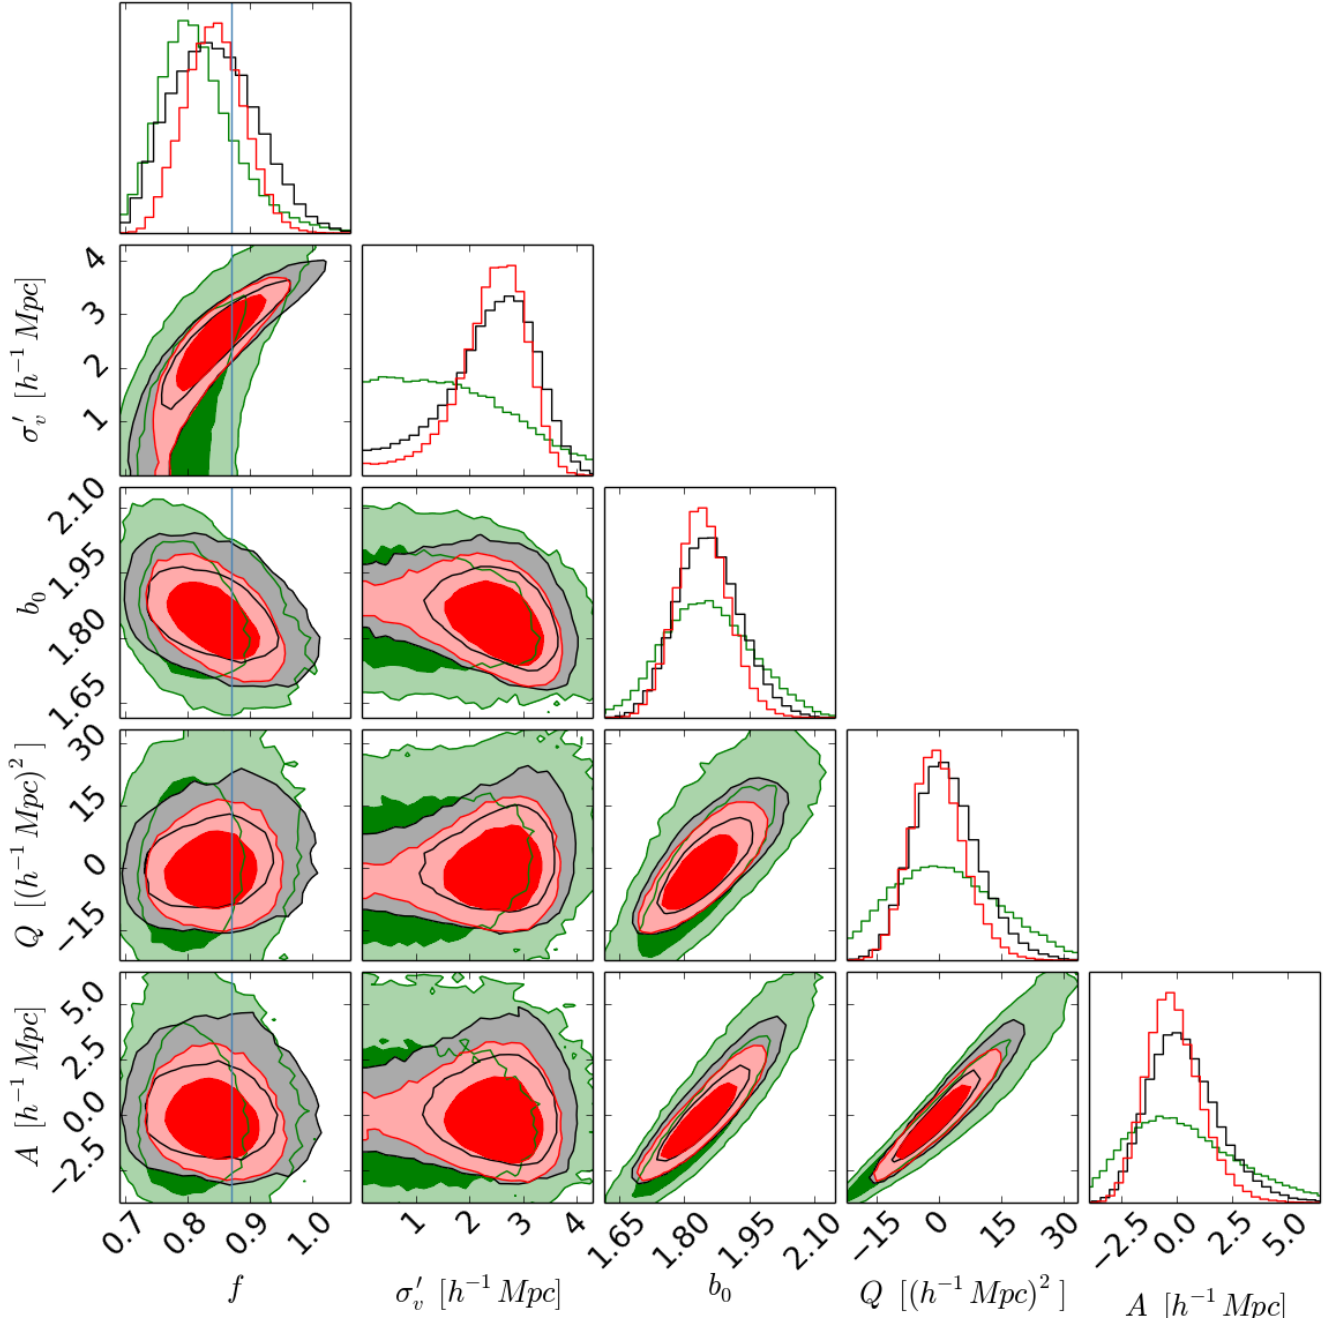 4
3
2
1
σ′ᵥ [h⁻¹ Mpc]
2.10
1.95
1.80
1.65
b₀
30
15
0
−15
Q [(h⁻¹ Mpc)²]
5.0
2.5
0.0
−2.5
A [h⁻¹ Mpc]
0.7 0.8 0.9 1.0
1 2 3 4
1.65 1.80 1.95 2.10
−15 0 15 30
−2.5 0.0 2.5 5.0
f
σ′ᵥ [h⁻¹ Mpc]
b₀
Q [(h⁻¹ Mpc)² ]
A [h⁻¹ Mpc]